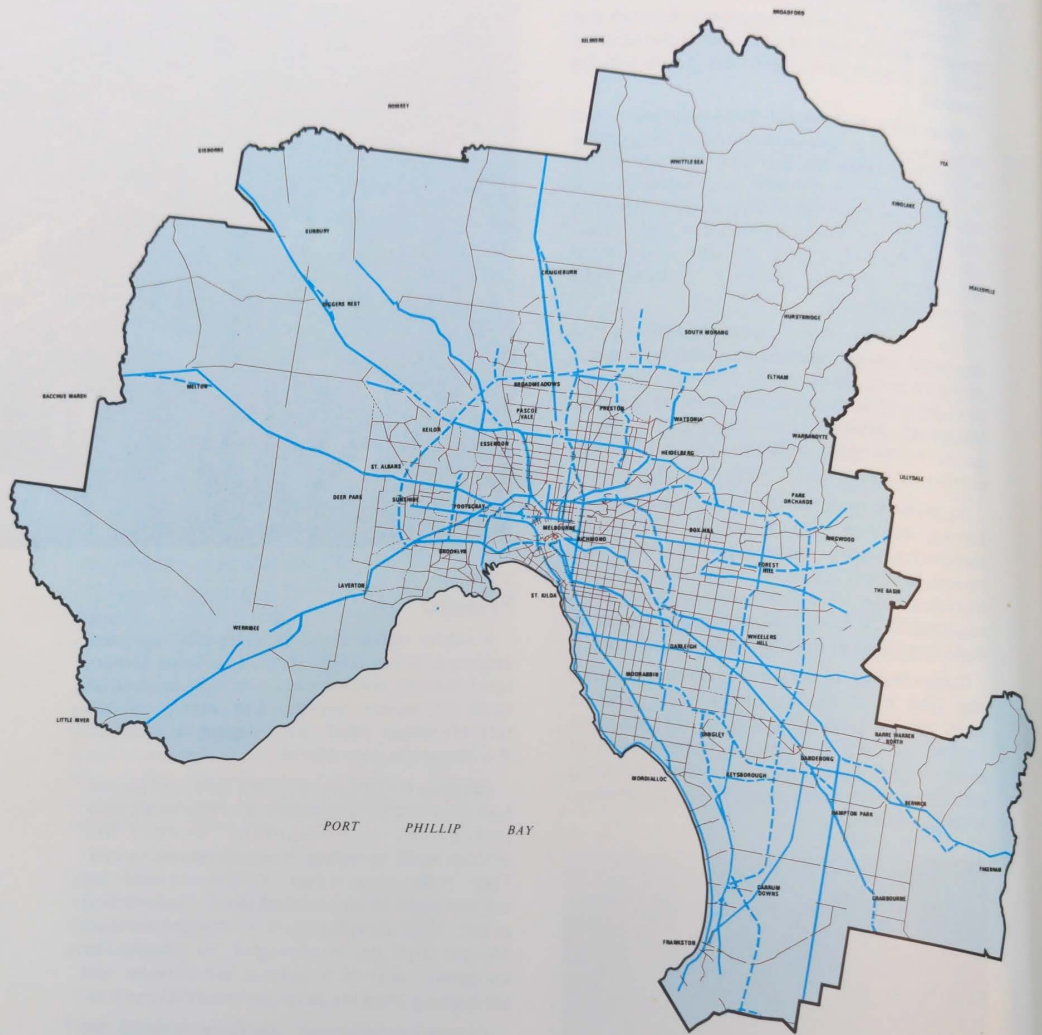 BROADFORD
KILMORE
ROMSEY
GISBORNE
WHITTLESEA
YEA
KINGLAKE
SUNBURY
CRAIGIEBURN
HEALESVILLE
DIGGERS REST
HURSTBRIDGE
SOUTH MORANG
ELTHAM
MELTON
BROADMEADOWS
BACCHUS MARSH
PASCOE
VALE
PRESTON
WATSONIA
KEILOR
ESSENDON
WARRANDYTE
HEIDELBERG
ST. ALBANS
LILLYDALE
DEER PARK
SUNSHINE
PARK
ORCHARDS
FOOTSCRAY
MELBOURNE
BOX HILL
RICHMOND
RINGWOOD
BROOKLYN
FOREST
HILL
LAVERTON
THE BASIN
ST. KILDA
WERRIBEE
WHEELERS
HILL
OAKLEIGH
MOORABBIN
LITTLE RIVER
DINGLEY
NARRE WARREN
NORTH
DANDENONG
MORDIALLOC
KEYSBOROUGH
BERWICK
HAMPTON PARK
PORT PHILLIP BAY
PAKENHAM
CARRUM
DOWNS
CRANBOURNE
FRANKSTON